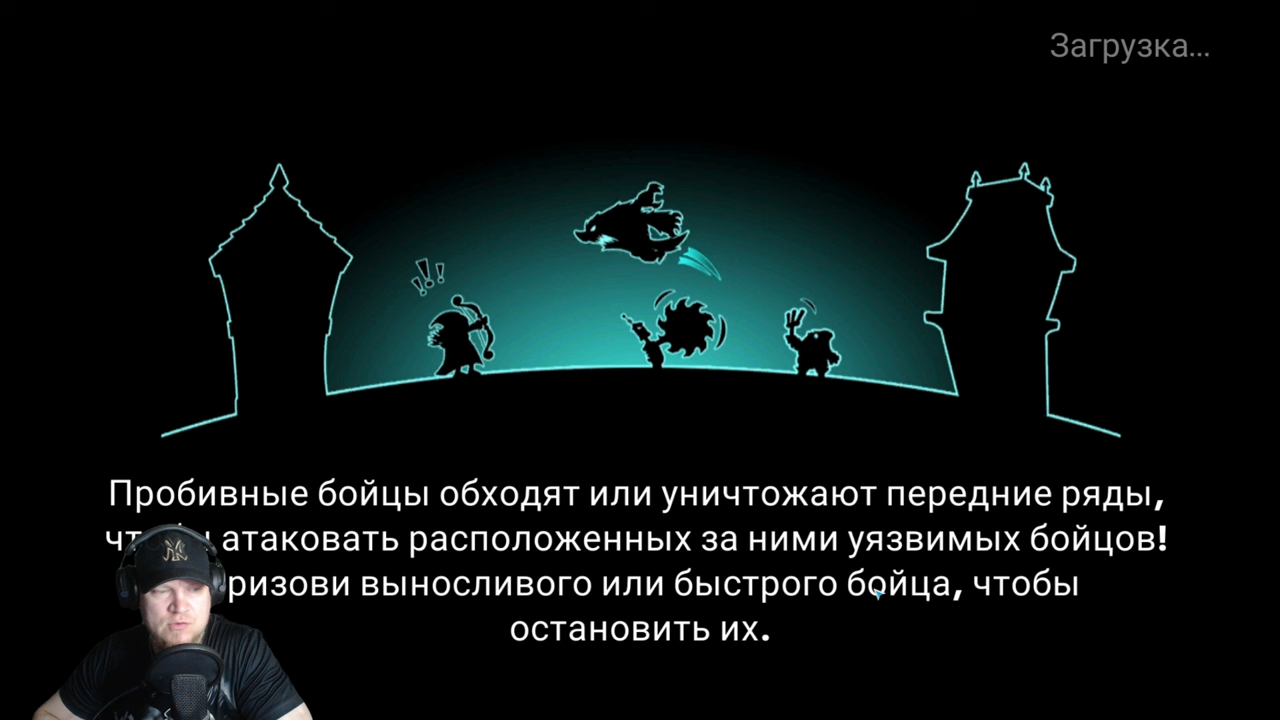 Загрузка...
Пробивные бойцы обходят или уничтожают передние ряды,
атаковать расположенных за ними уязвимых бойцов!
выносливого или быстрого бойца, чтобы
остановить их.